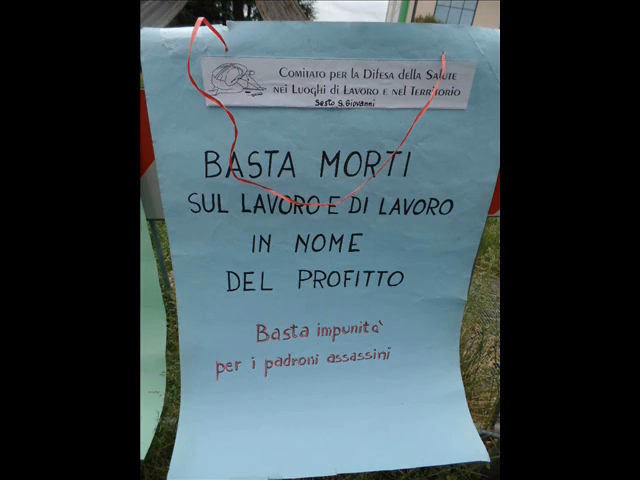 Comitato per la Difesa della Salute
nei Luoghi di Lavoro e nel Territorio
Sesto S. Giovanni
BASTA MORTI
SUL LAVORO E DI LAVORO
IN NOME
DEL PROFITTO
Basta impunità
per i padroni assassini